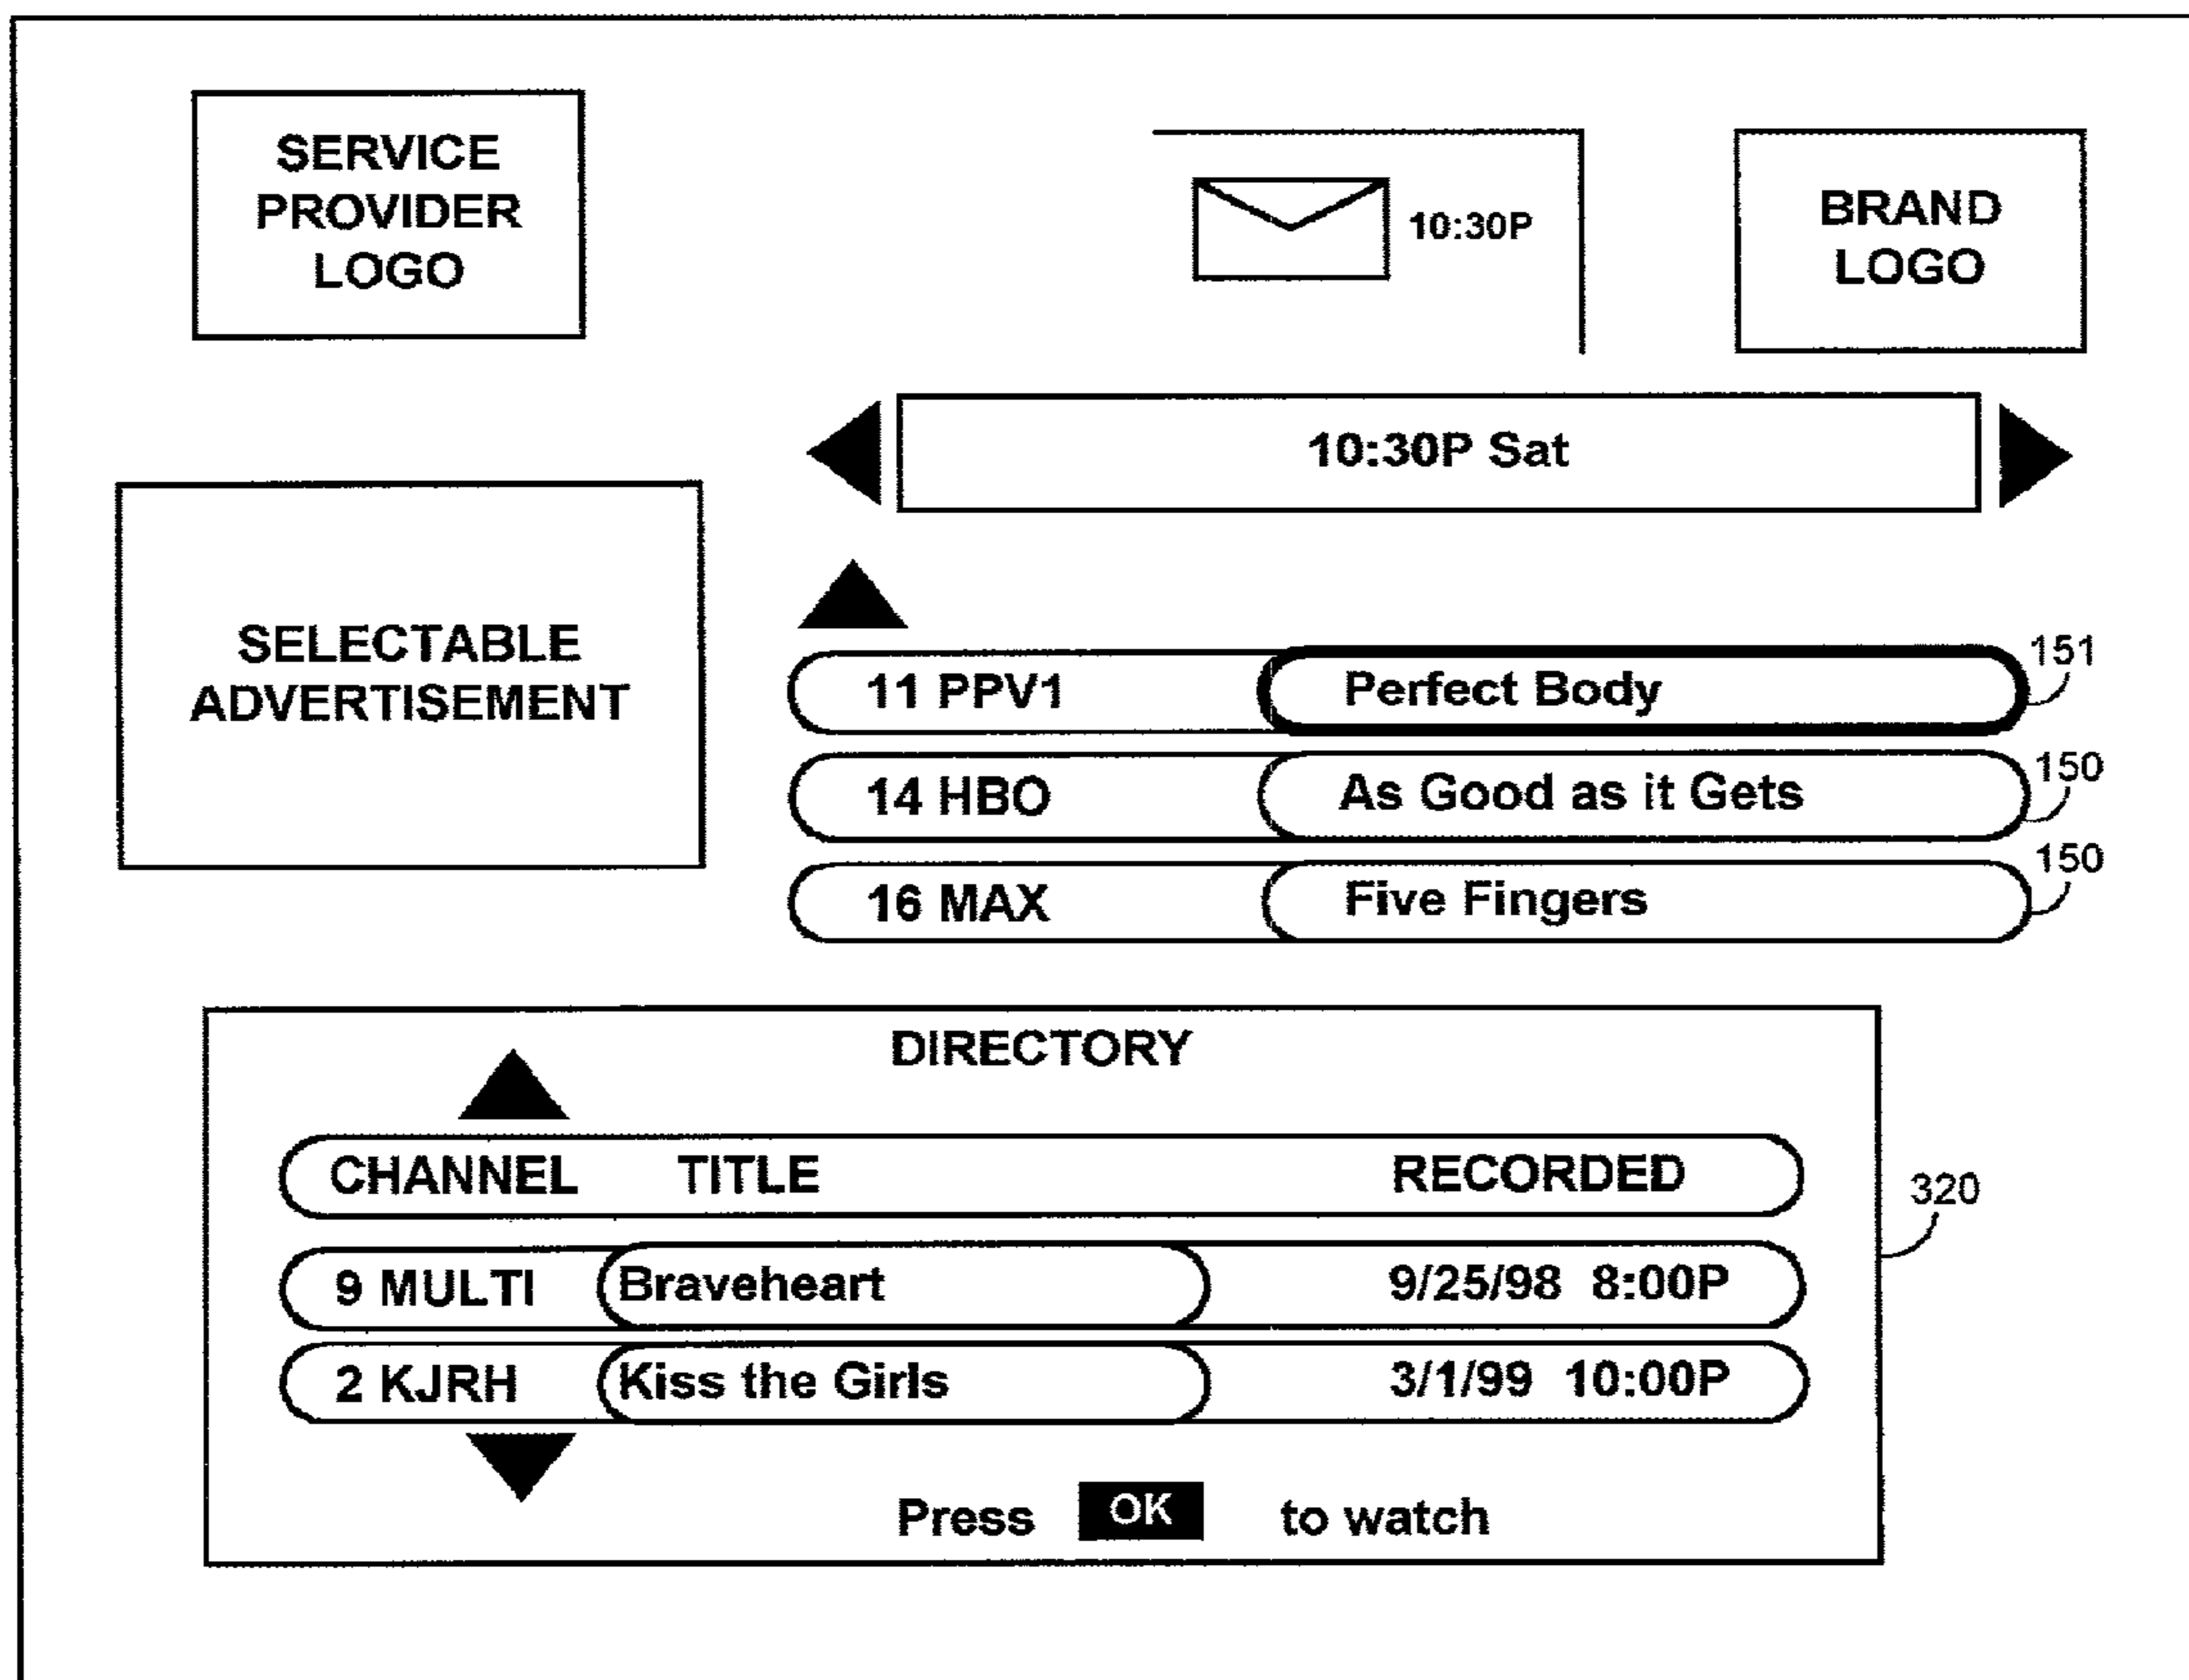 SERVICE
PROVIDER
LOGO
10:30P
BRAND
LOGO
10:30P Sat
SELECTABLE
ADVERTISEMENT
11 PPV1 Perfect Body 151
14 HBO As Good as it Gets 150
16 MAX Five Fingers 150
DIRECTORY
CHANNEL TITLE RECORDED
320
9 MULTI Braveheart 9/25/98 8:00P
2 KJRH Kiss the Girls 3/1/99 10:00P
Press OK to watch